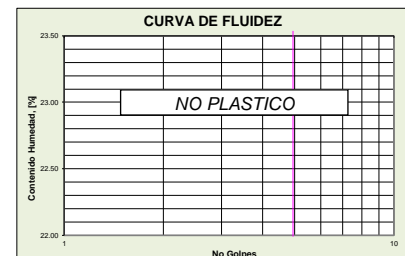 CURVA DE FLUIDEZ
23.50
23.00
22.50
22.00
Contenido Humedad, [%]
NO PLASTICO
1
10
No Golpes